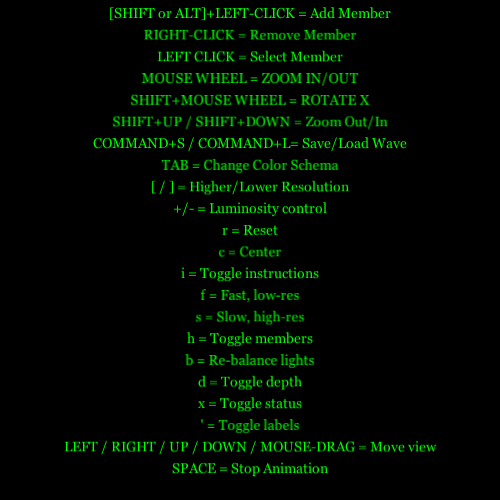 [SHIFT or ALT]+LEFT-CLICK = Add Member
RIGHT-CLICK = Remove Member
LEFT CLICK = Select Member
MOUSE WHEEL = ZOOM IN/OUT
SHIFT+MOUSE WHEEL = ROTATE X
SHIFT+UP / SHIFT+DOWN = Zoom Out/In
COMMAND+S / COMMAND+L= Save/Load Wave
TAB = Change Color Schema
[ / ] = Higher/Lower Resolution
+/- = Luminosity control
r = Reset
c = Center
i = Toggle instructions
f = Fast, low-res
s = Slow, high-res
h = Toggle members
b = Re-balance lights
d = Toggle depth
x = Toggle status
' = Toggle labels
LEFT / RIGHT / UP / DOWN / MOUSE-DRAG = Move view
SPACE = Stop Animation